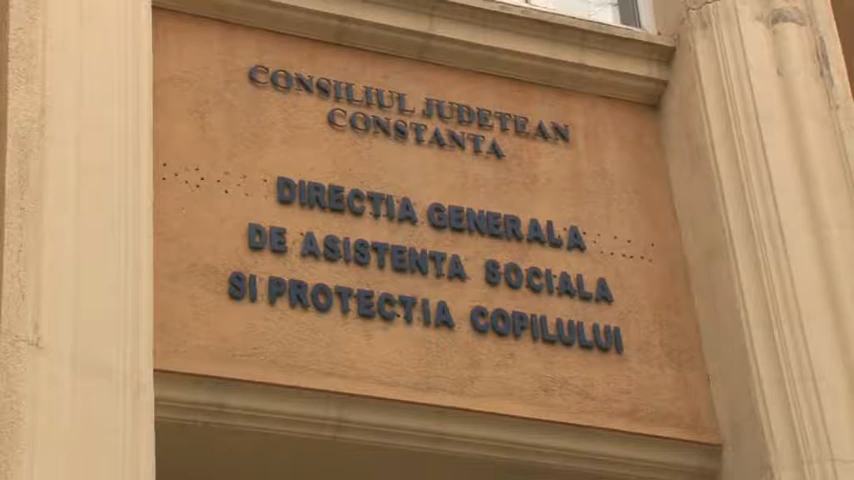 CONSILIUL JUDETEAN
CONSTANTA
DIRECTIA GENERALA
DE ASISTENTA SOCIALA
SI PROTECTIA COPILULUI